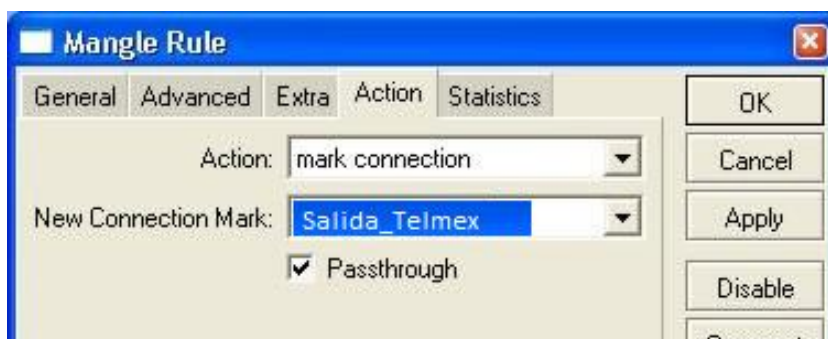 Mangle Rule
General Advanced Extra Action Statistics
OK
Action: mark connection
Cancel
New Connection Mark: Salida_Telmex
Apply
Passthrough
Disable